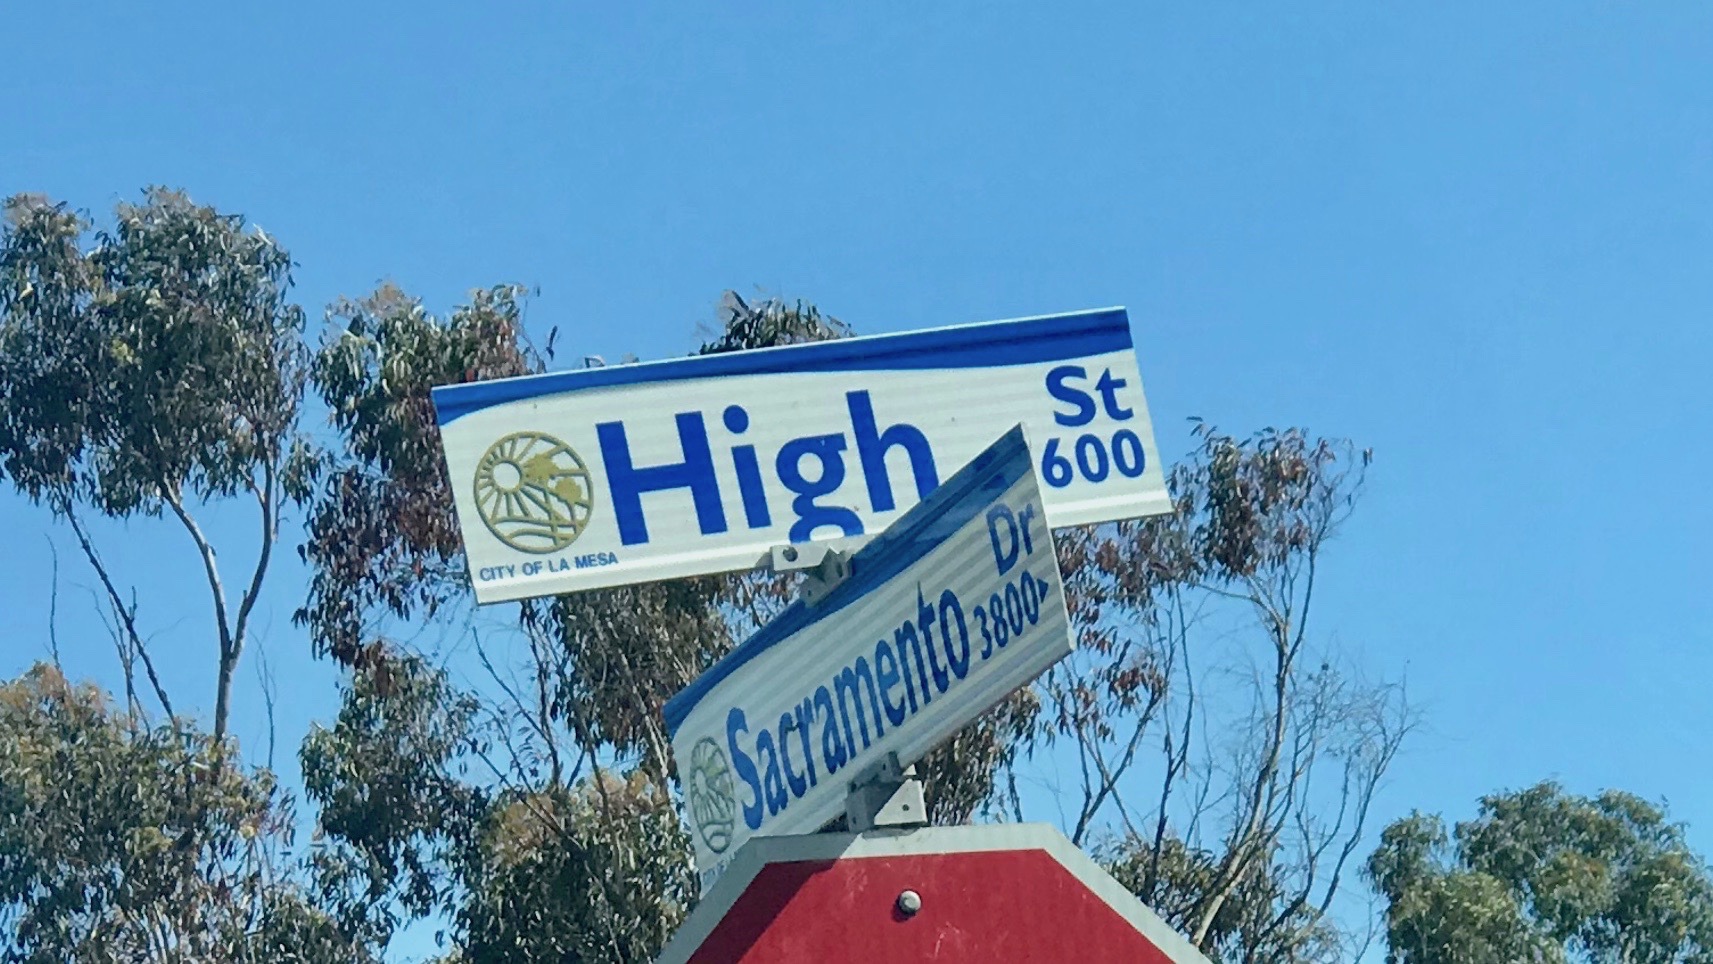 High St
600
CITY OF LA MESA
Sacramento Dr
3800